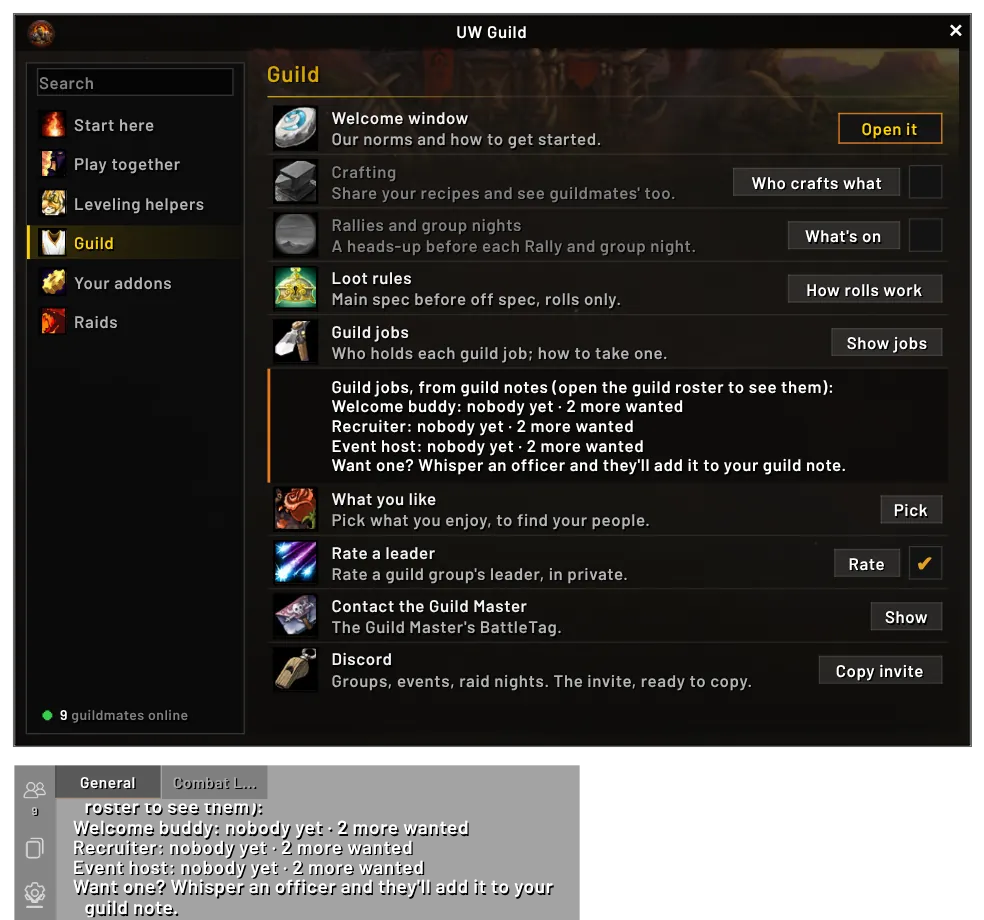 UW Guild
Search
Start here
Play together
Leveling helpers
Guild
Your addons
Raids
9 guildmates online
Guild
Welcome window
Our norms and how to get started.
Open it
Crafting
Share your recipes and see guildmates' too.
Who crafts what
Rallies and group nights
A heads-up before each Rally and group night.
What's on
Loot rules
Main spec before off spec, rolls only.
How rolls work
Guild jobs
Who holds each guild job; how to take one.
Show jobs
Guild jobs, from guild notes (open the guild roster to see them):
Welcome buddy: nobody yet · 2 more wanted
Recruiter: nobody yet · 2 more wanted
Event host: nobody yet · 2 more wanted
Want one? Whisper an officer and they'll add it to your guild note.
What you like
Pick what you enjoy, to find your people.
Pick
Rate a leader
Rate a guild group's leader, in private.
Rate
Contact the Guild Master
The Guild Master's BattleTag.
Show
Discord
Groups, events, raid nights. The invite, ready to copy.
Copy invite
General
Combat L...
9
roster to see them):
Welcome buddy: nobody yet · 2 more wanted
Recruiter: nobody yet · 2 more wanted
Event host: nobody yet · 2 more wanted
Want one? Whisper an officer and they'll add it to your
guild note.